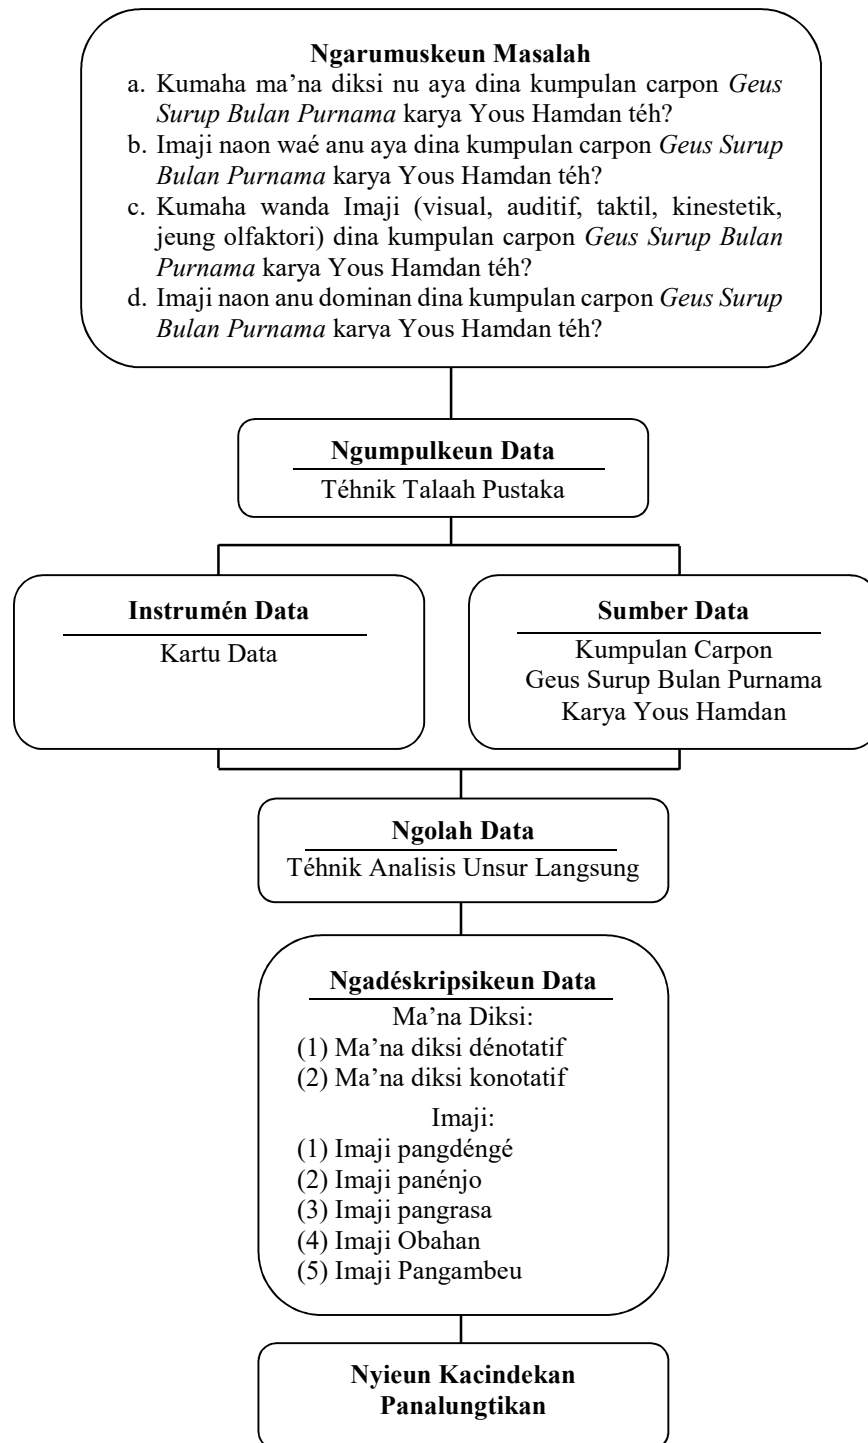 Ngarumuskeun Masalah
a. Kumaha ma’na diksi nu aya dina kumpulan carpon Geus
Surup Bulan Purnama karya Yous Hamdan téh?
b. Imaji naon waé anu aya dina kumpulan carpon Geus Surup
Bulan Purnama karya Yous Hamdan téh?
c. Kumaha wanda Imaji (visual, auditif, taktil, kinestetik,
jeung olfaktori) dina kumpulan carpon Geus Surup Bulan
Purnama karya Yous Hamdan téh?
d. Imaji naon anu dominan dina kumpulan carpon Geus Surup
Bulan Purnama karya Yous Hamdan téh?
Ngumpulkeun Data
Téhnik Talaah Pustaka
Instrumén Data
Kartu Data
Sumber Data
Kumpulan Carpon
Geus Surup Bulan Purnama
Karya Yous Hamdan
Ngolah Data
Téhnik Analisis Unsur Langsung
Ngadéskripsikeun Data
Ma’na Diksi:
(1) Ma’na diksi dénotatif
(2) Ma’na diksi konotatif
Imaji:
(1) Imaji pangdéngé
(2) Imaji panénjo
(3) Imaji pangrasa
(4) Imaji Obahan
(5) Imaji Pangambeu
Nyieun Kacindekan
Panalungtikan